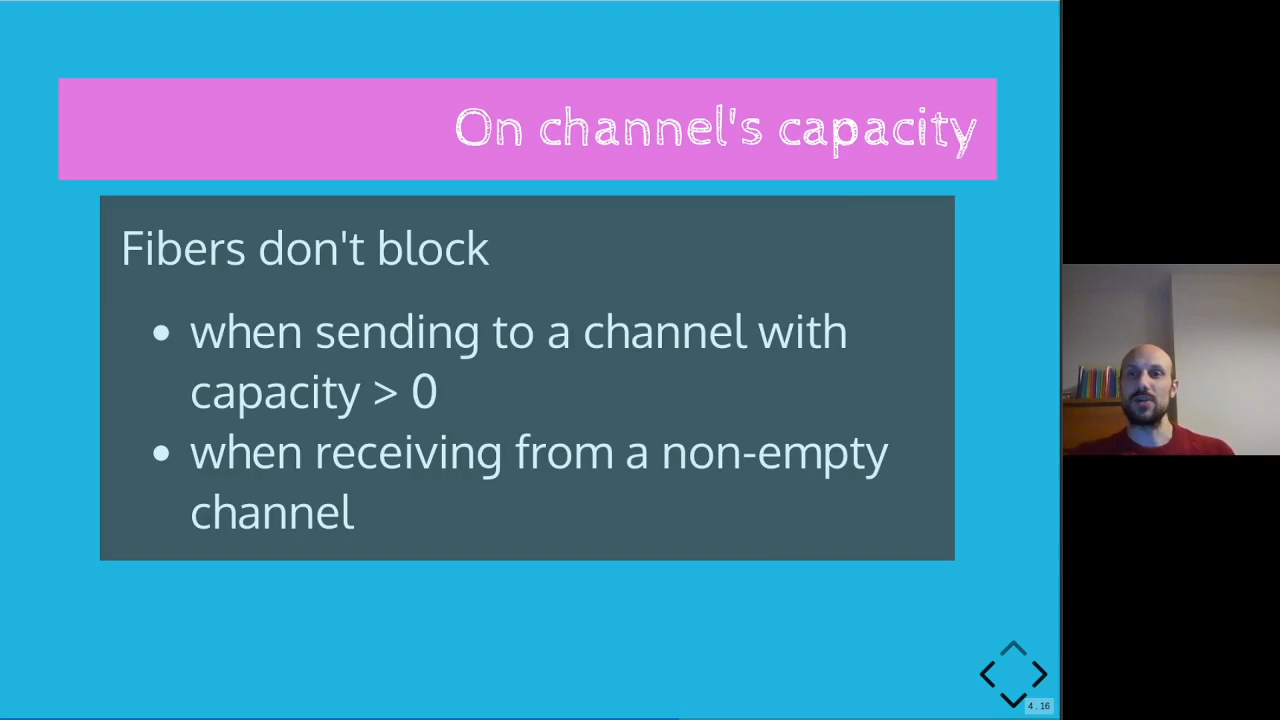 On channel's capacity
Fibers don't block
when sending to a channel with
capacity > 0
when receiving from a non-empty
channel
4.16